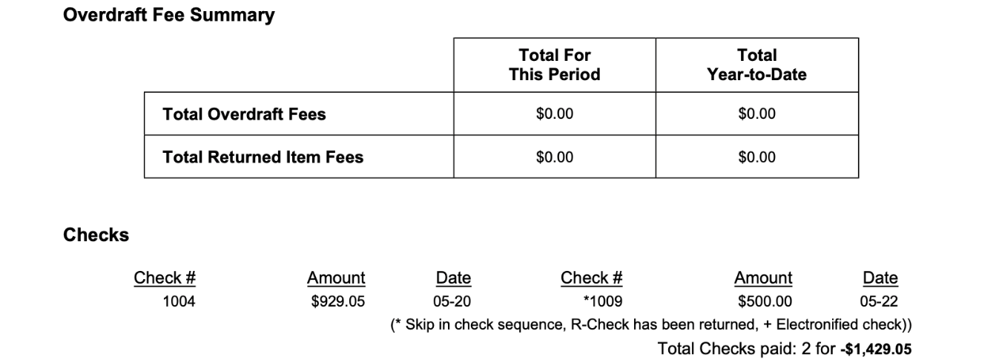 Overdraft Fee Summary
Total For This Period Total Year-to-Date
Total Overdraft Fees $0.00 $0.00
Total Returned Item Fees $0.00 $0.00
Checks
Check # Amount Date Check # Amount Date
1004 $929.05 05-20 *1009 $500.00 05-22
(* Skip in check sequence, R-Check has been returned, + Electronified check))
Total Checks paid: 2 for -$1,429.05